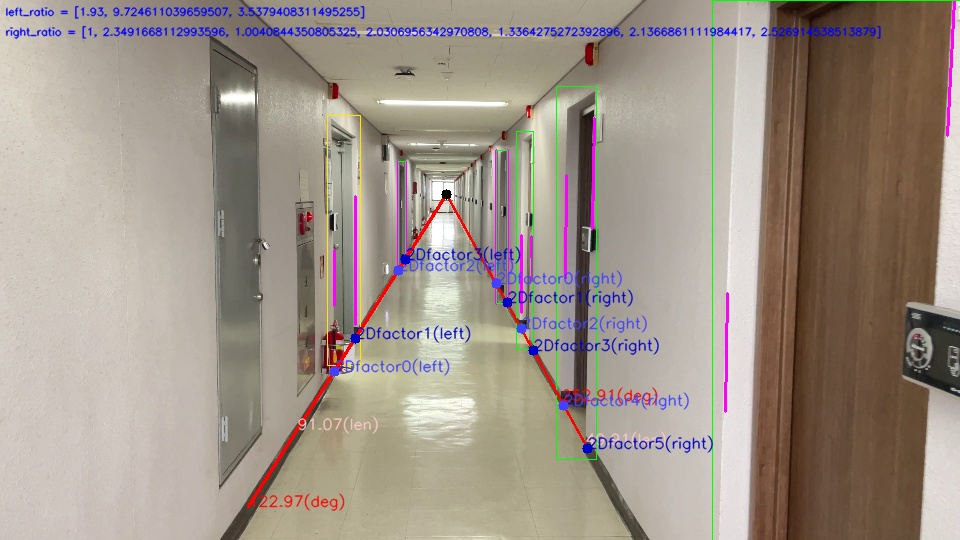 left_ratio = [1.93, 9.724611039659507, 3.5379408311495255]
right_ratio = [1, 2.3491668112993596, 1.0040844350805325, 2.0306956342970808, 1.3364275272392896, 2.1366861111984417, 2.526914538513879]
2Dfactor3(left)
2Dfactor2(left)
2Dfactor0(right)
2Dfactor1(right)
2Dfactor2(right)
2Dfactor1(left)
2Dfactor3(right)
2Dfactor0(left)
2Dfactor4(right)
91.07(len)
2Dfactor5(right)
22.97(deg)